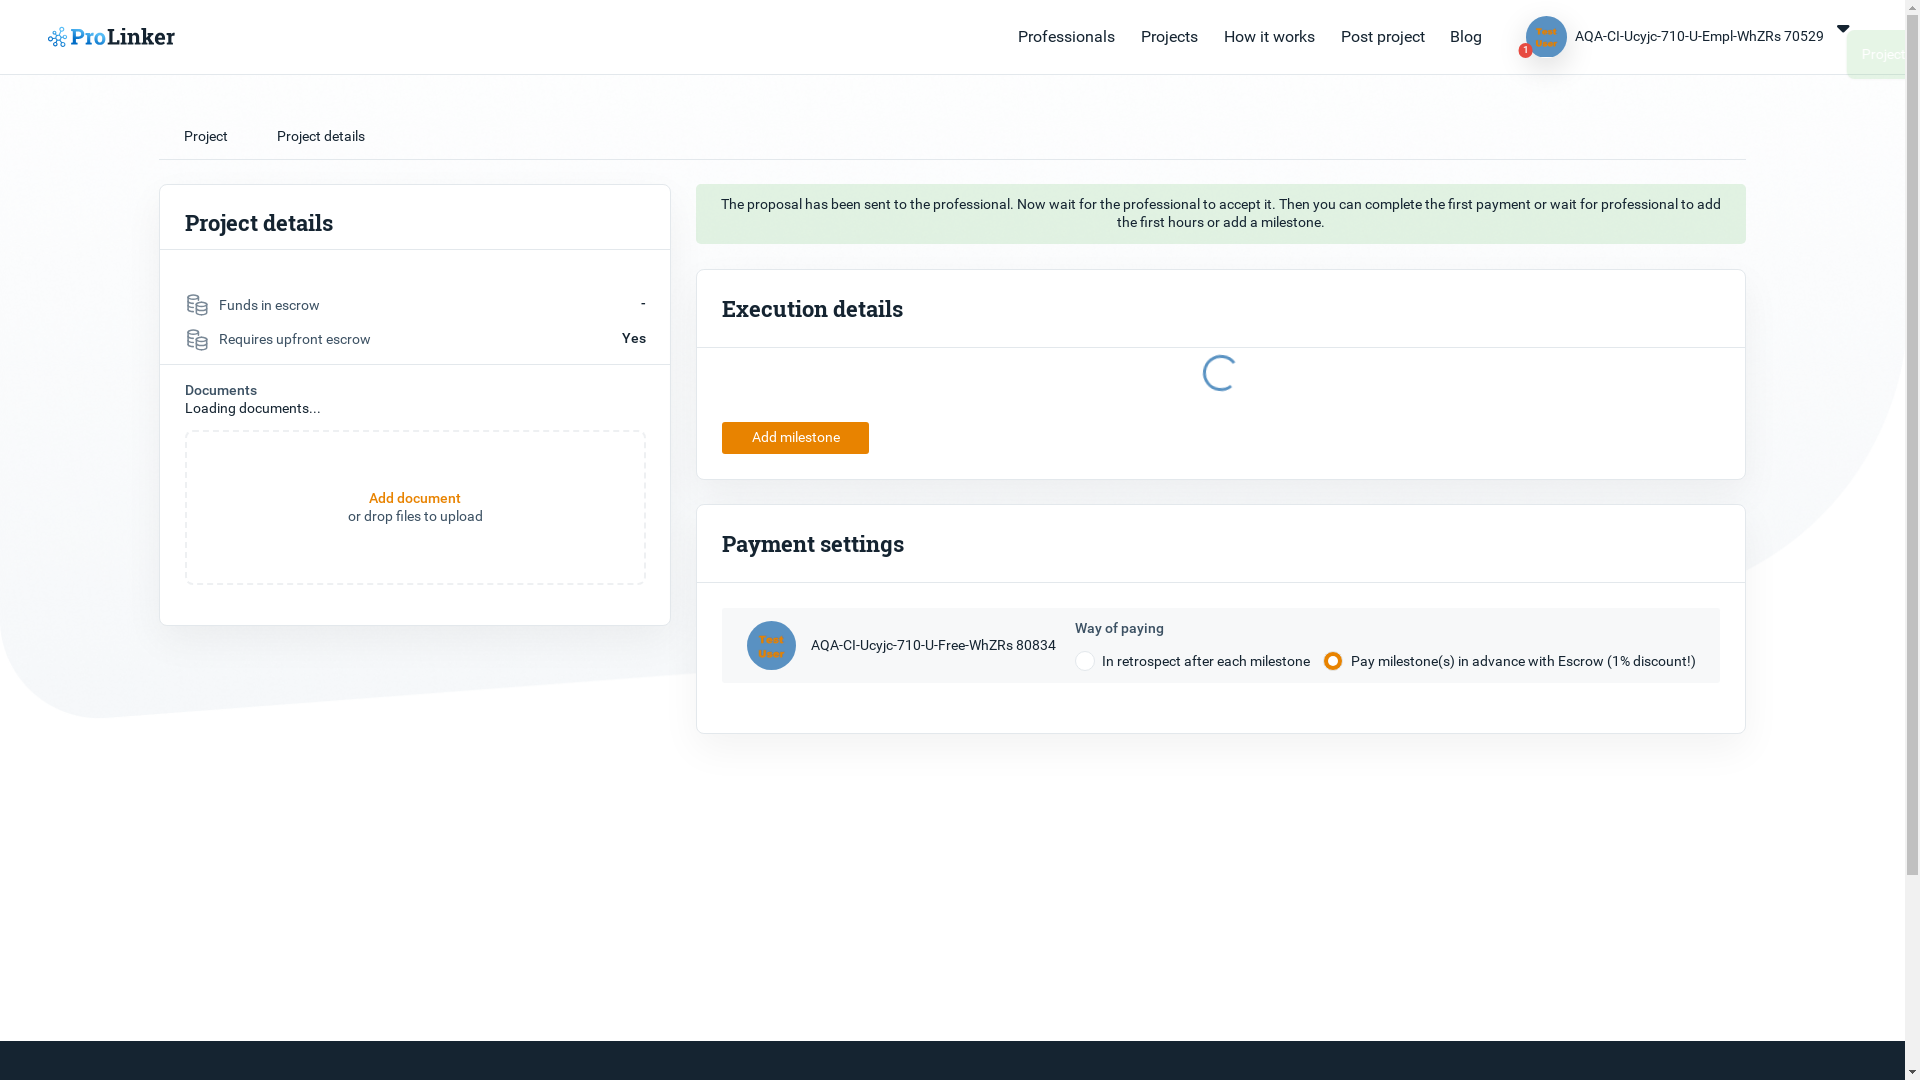 ProLinker
Professionals
Projects
How it works
Post project
Blog
Test
User
1
AQA-CI-Ucyjc-710-U-Empl-WhZRs 70529
Project
Project
Project details
Project details
Funds in escrow
-
Requires upfront escrow
Yes
Documents
Loading documents...
Add document
or drop files to upload
The proposal has been sent to the professional. Now wait for the professional to accept it. Then you can complete the first payment or wait for professional to add
the first hours or add a milestone.
Execution details
Add milestone
Payment settings
Test
User
AQA-CI-Ucyjc-710-U-Free-WhZRs 80834
Way of paying
In retrospect after each milestone
Pay milestone(s) in advance with Escrow (1% discount!)